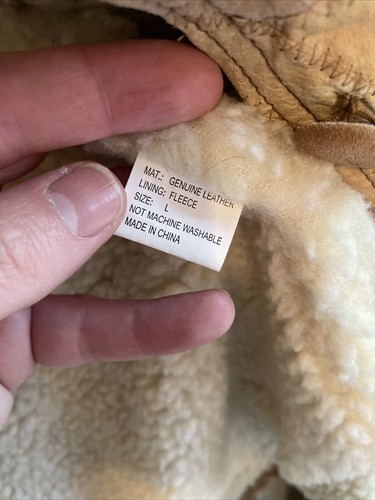 MAT.: GENUINE LEATHER
LINING: FLEECE
SIZE: L
NOT MACHINE WASHABLE
MADE IN CHINA